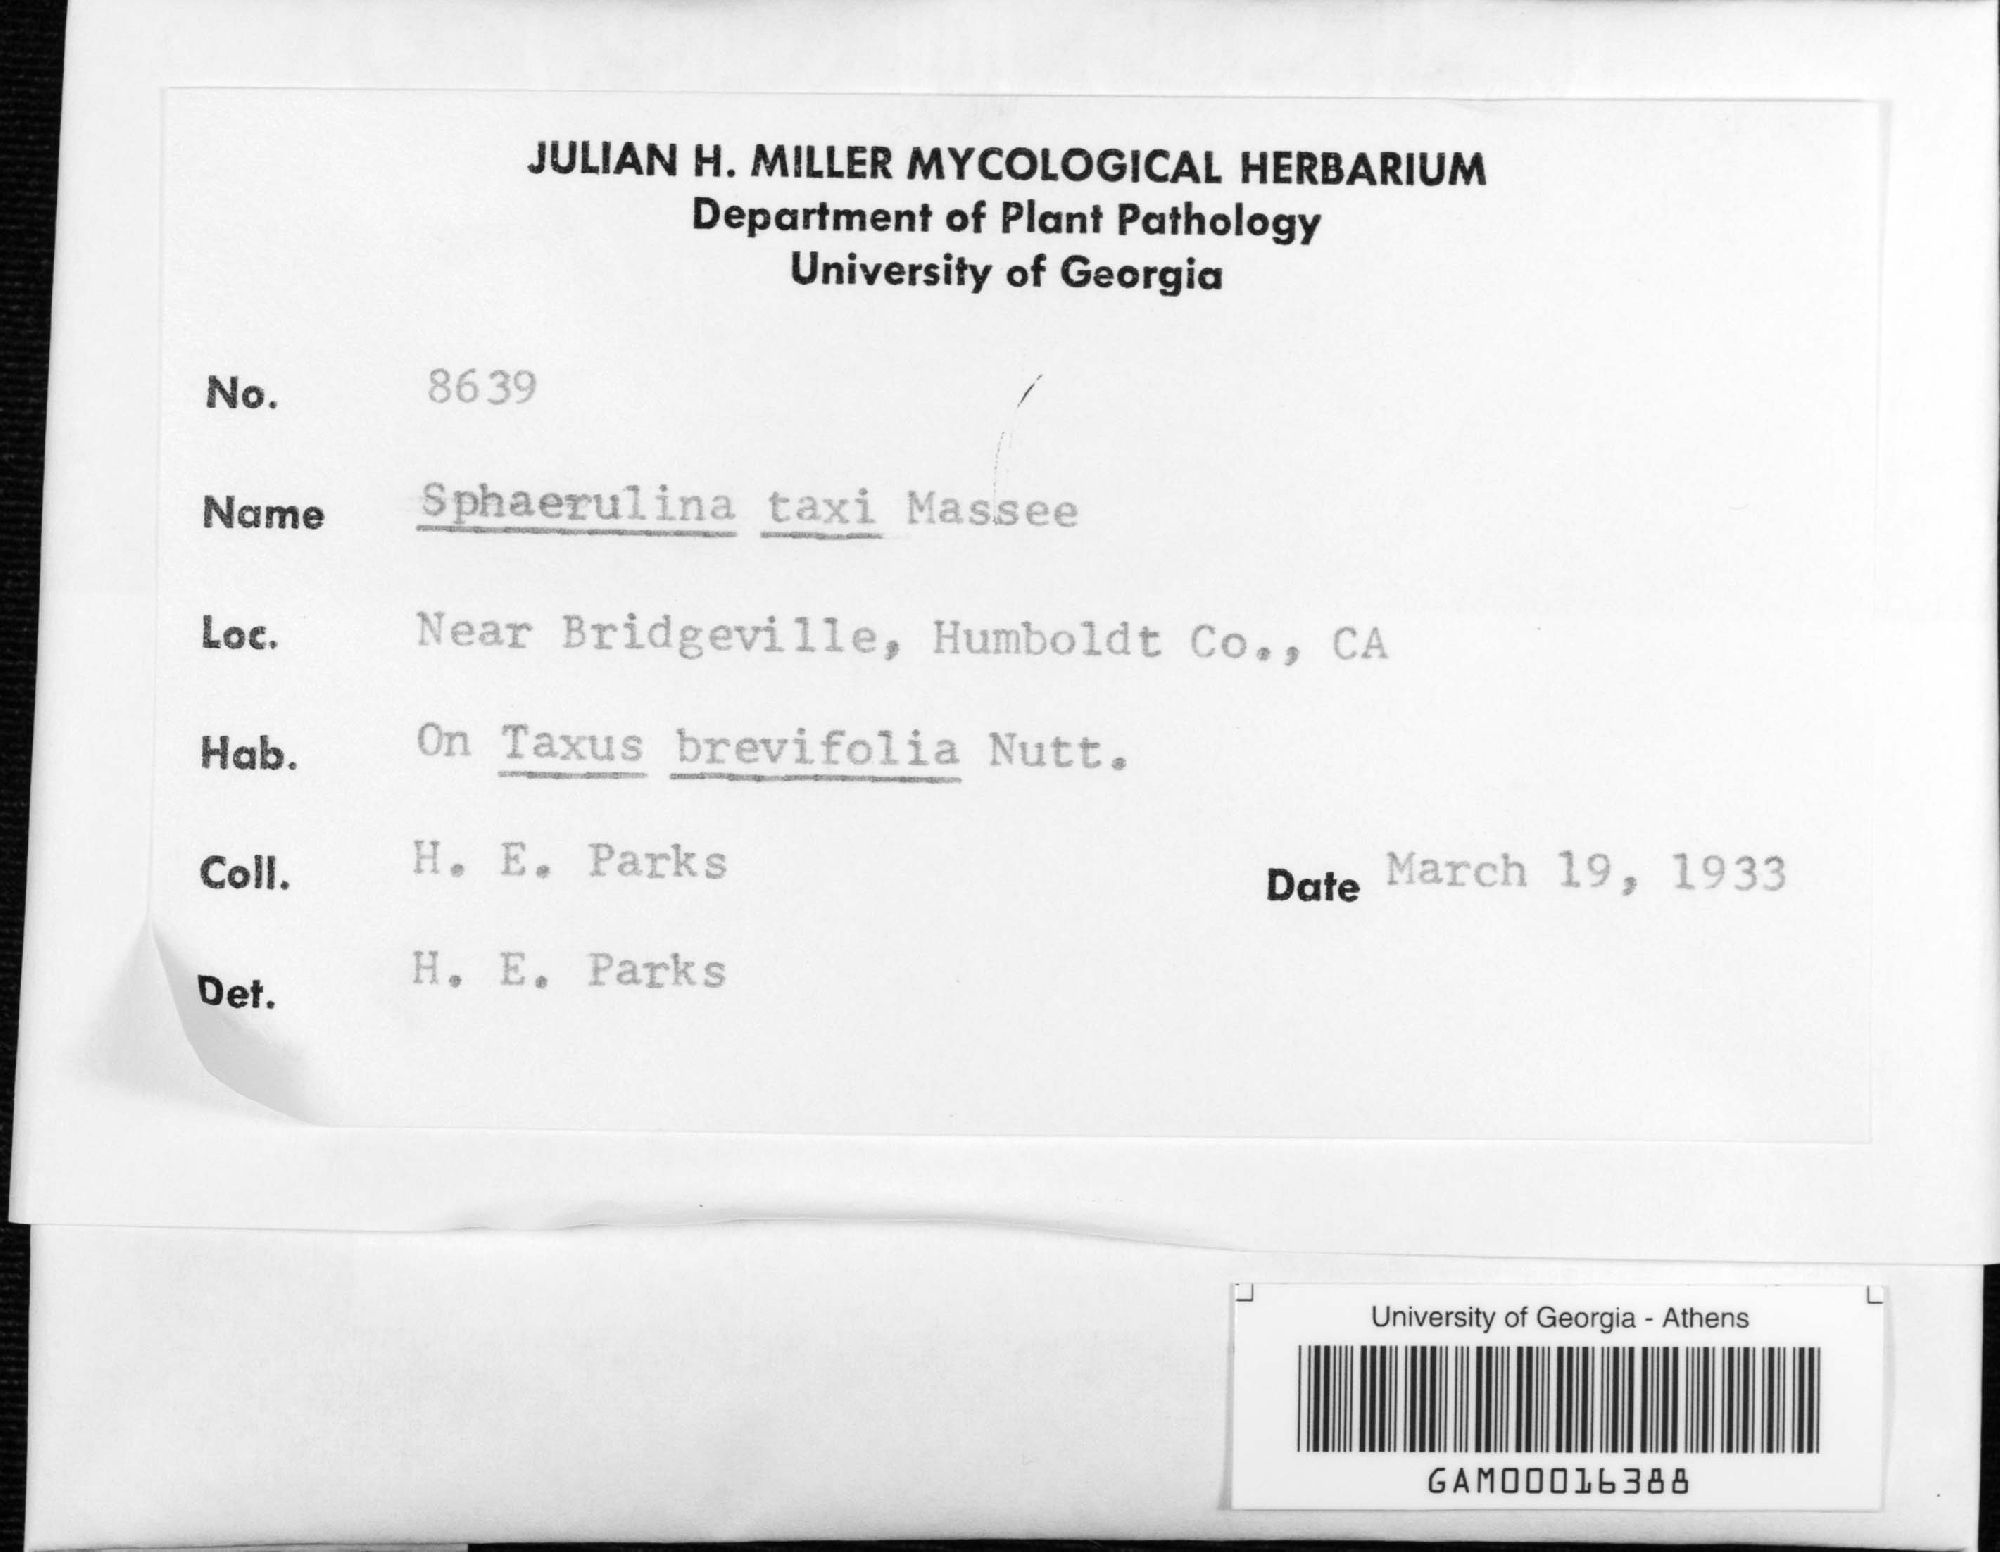 JULIAN H. MILLER MYCOLOGICAL HERBARIUM
Department of Plant Pathology
University of Georgia
No. 8639
Name Sphaerulina taxi Massee
Loc. Near Bridgeville, Humboldt Co., CA
Hab. On Taxus brevifolia Nutt.
Coll. H. E. Parks Date March 19, 1933
Det. H. E. Parks
University of Georgia - Athens
GAM00016388